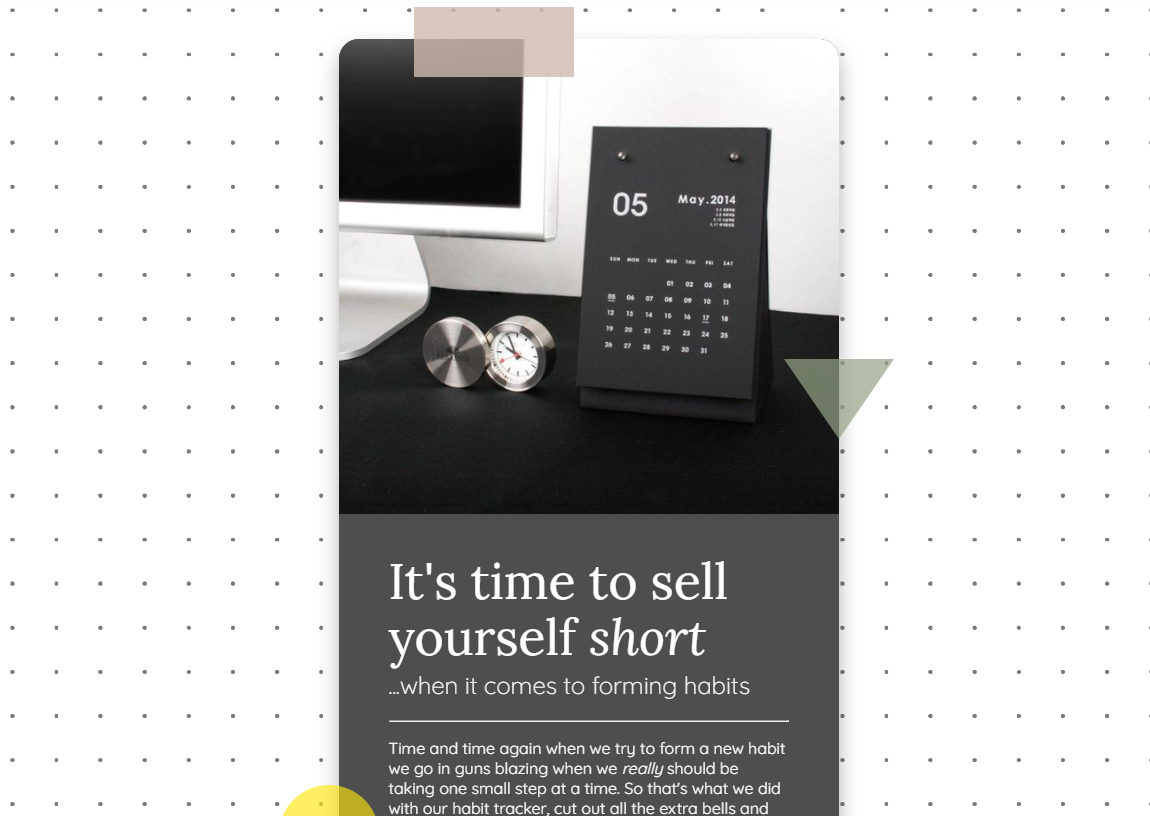 05
May.2014
SUN MON TUE WED THU FRI SAT
01 02 03 04
05 06 07 08 09 10 11
12 13 14 15 16 17 18
19 20 21 22 23 24 25
26 27 28 29 30 31
It's time to sell
yourself short
...when it comes to forming habits
Time and time again when we try to form a new habit
we go in guns blazing when we really should be
taking one small step at a time. So that's what we did
with our habit tracker, cut out all the extra bells and